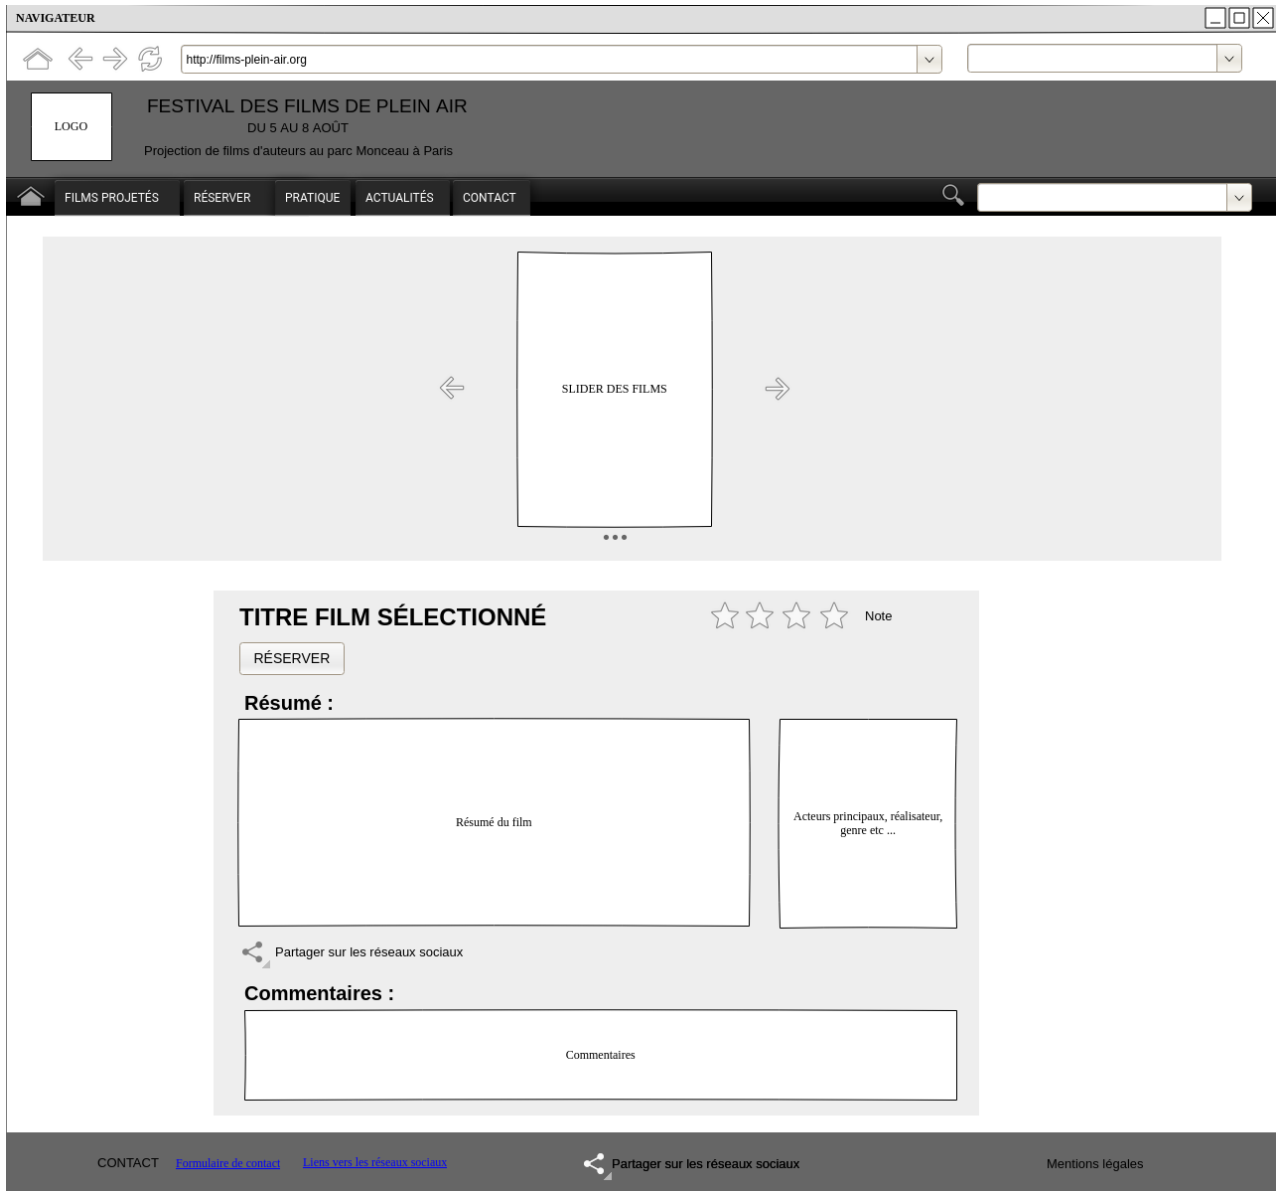 NAVIGATEUR
http://films-plein-air.org
LOGO
FESTIVAL DES FILMS DE PLEIN AIR
DU 5 AU 8 AOÛT
Projection de films d'auteurs au parc Monceau à Paris
FILMS PROJETÉS
RÉSERVER
PRATIQUE
ACTUALITÉS
CONTACT
SLIDER DES FILMS
TITRE FILM SÉLECTIONNÉ
Note
RÉSERVER
Résumé :
Résumé du film
Acteurs principaux, réalisateur,
genre etc ...
Partager sur les réseaux sociaux
Commentaires :
Commentaires
CONTACT
Formulaire de contact
Liens vers les réseaux sociaux
Partager sur les réseaux sociaux
Mentions légales